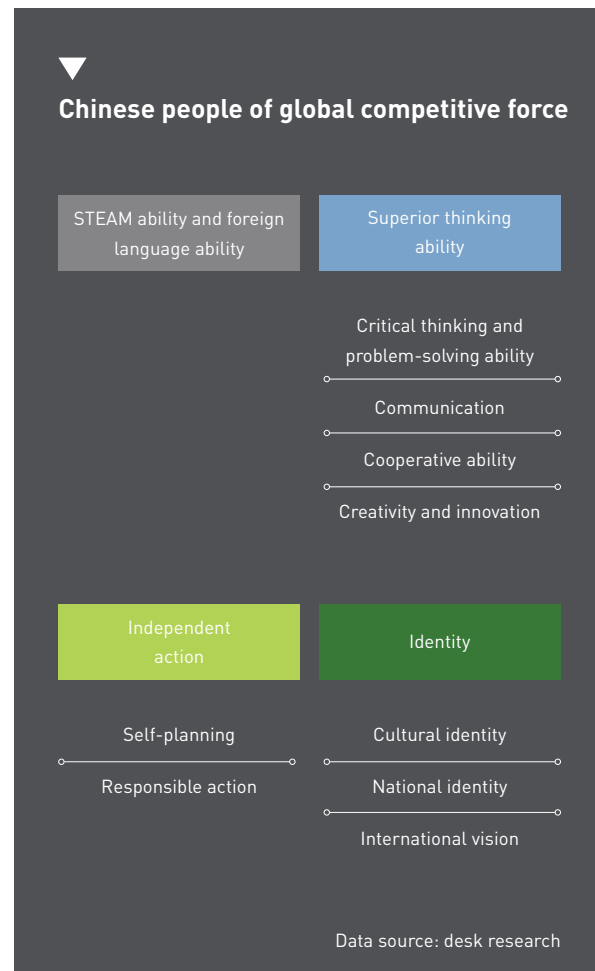 Chinese people of global competitive force
STEAM ability and foreign
language ability
Superior thinking
ability
Critical thinking and
problem-solving ability
Communication
Cooperative ability
Creativity and innovation
Independent
action
Self-planning
Responsible action
Identity
Cultural identity
National identity
International vision
Data source: desk research